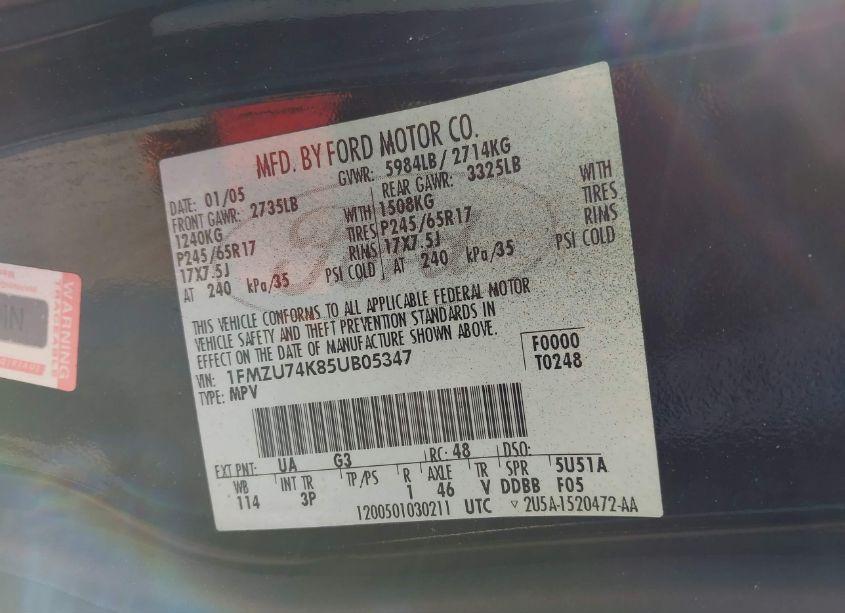 MFD. BY FORD MOTOR CO.
DATE: 01/05 GVWR: 5984LB/ 2714KG
FRONT GAWR: 2735LB REAR GAWR: 3325LB
1240KG WITH 1508KG WITH
P245/65R17 TIRES P245/65R17 TIRES
17X7.5J RIMS 17X7.5J RIMS
AT 240 kPa/35 PSI COLD AT 240 kPa/35 PSI COLD
THIS VEHICLE CONFORMS TO ALL APPLICABLE FEDERAL MOTOR
VEHICLE SAFETY AND THEFT PREVENTION STANDARDS IN
EFFECT ON THE DATE OF MANUFACTURE SHOWN ABOVE.
VIN: 1FMZU74K85UB05347 F0000
TYPE: MPV T0248
EXT PNT: UA G3 RC: 48 DSO:
WB INT TR TP/PS R AXLE TR SPR 5U51A
114 3P 1 46 V DDBB F05
1200501030211 UTC ▽ 2U5A-1520472-AA
Ford
WARNING